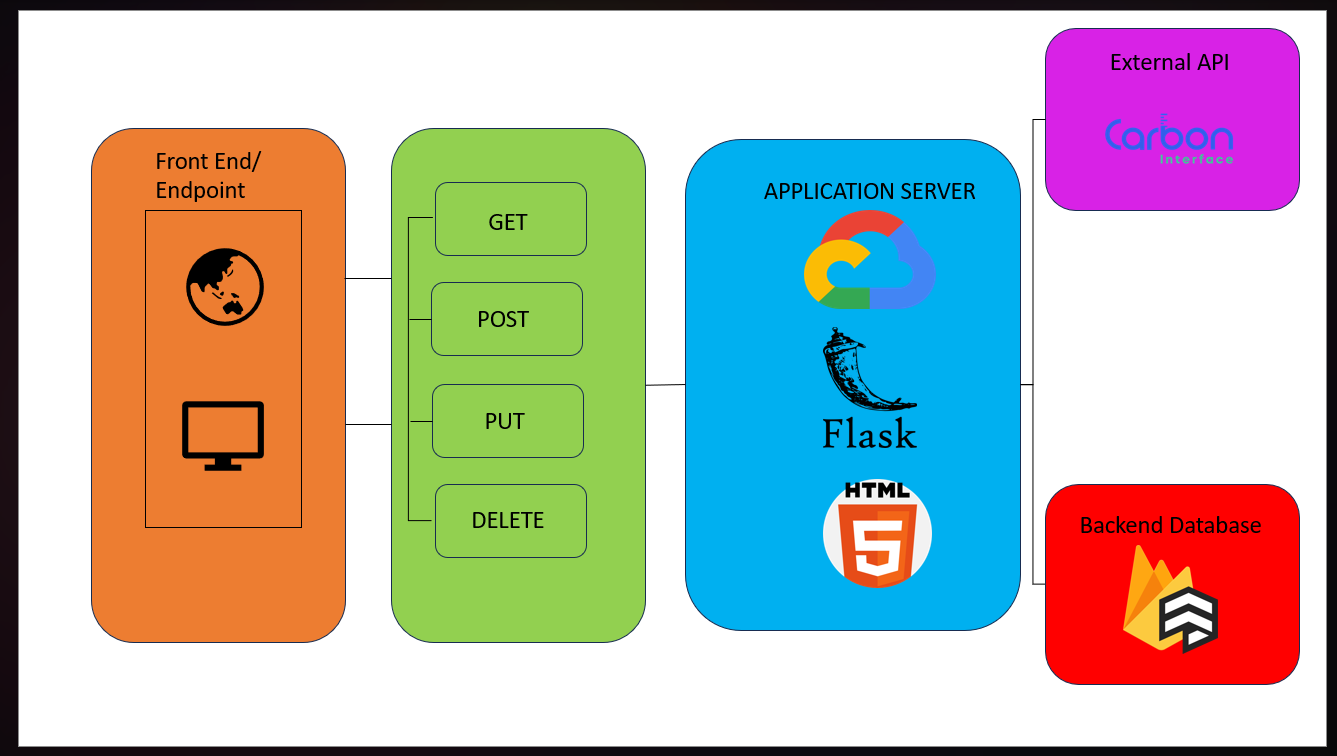 Front End/
Endpoint
GET
POST
PUT
DELETE
APPLICATION SERVER
Flask
HTML
5
External API
Carbon
Interface
Backend Database